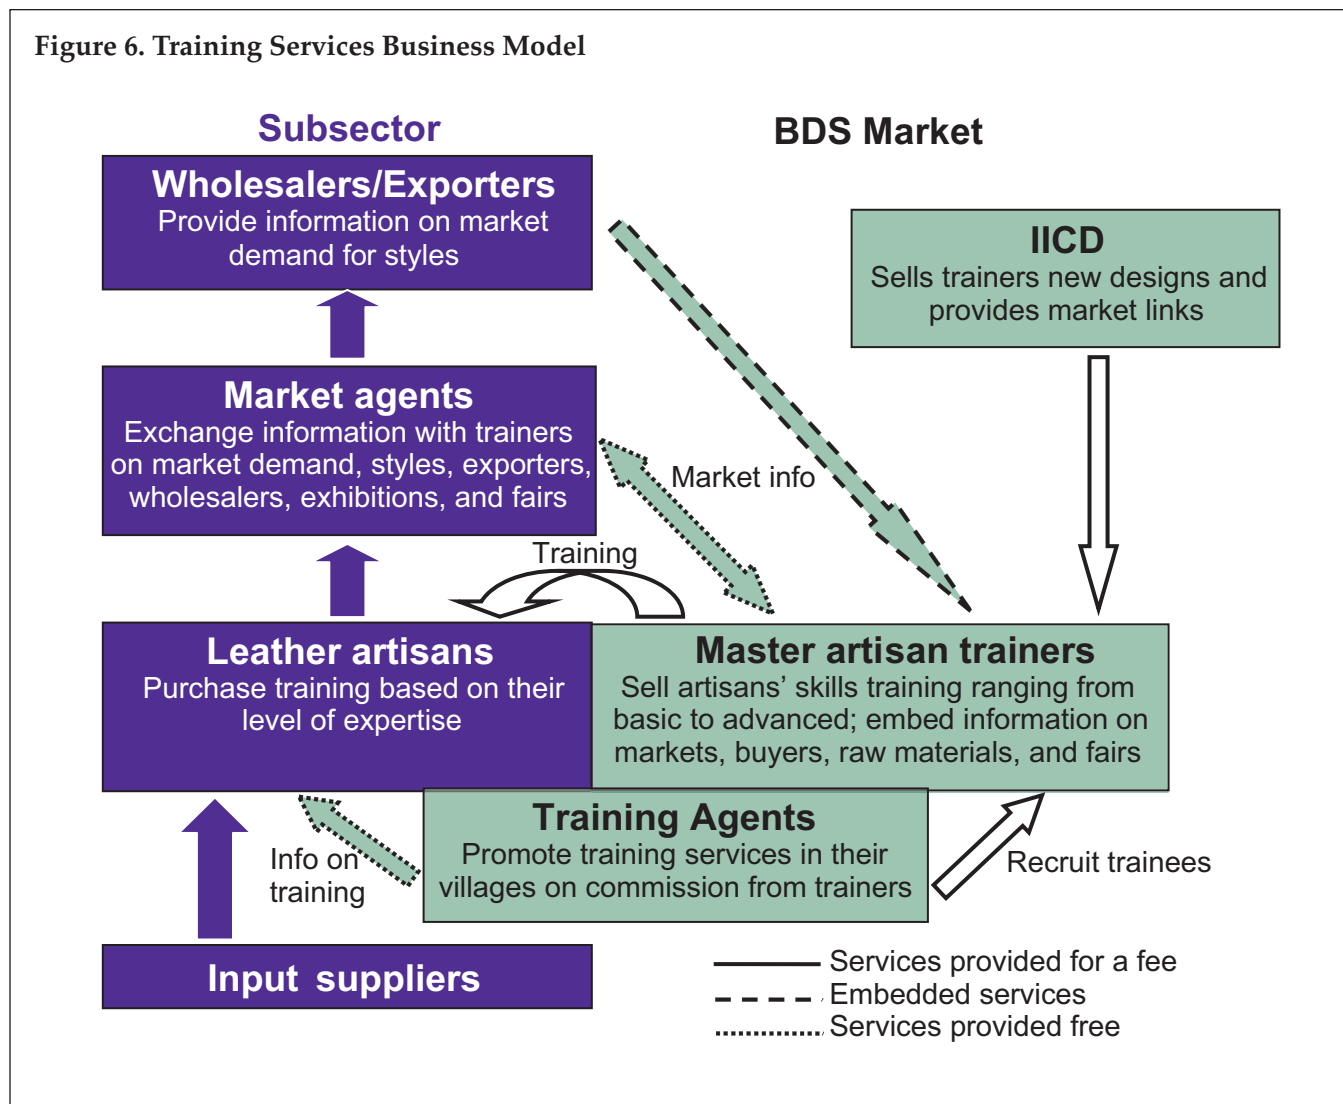 Figure 6. Training Services Business Model
Subsector
BDS Market
Wholesalers/Exporters
Provide information on market
demand for styles
IICD
Sells trainers new designs and
provides market links
Market agents
Exchange information with trainers
on market demand, styles, exporters,
wholesalers, exhibitions, and fairs
Market info
Training
Leather artisans
Purchase training based on their
level of expertise
Master artisan trainers
Sell artisans’ skills training ranging from
basic to advanced; embed information on
markets, buyers, raw materials, and fairs
Training Agents
Promote training services in their
villages on commission from trainers
Info on
training
Recruit trainees
Input suppliers
Services provided for a fee
Embedded services
Services provided free